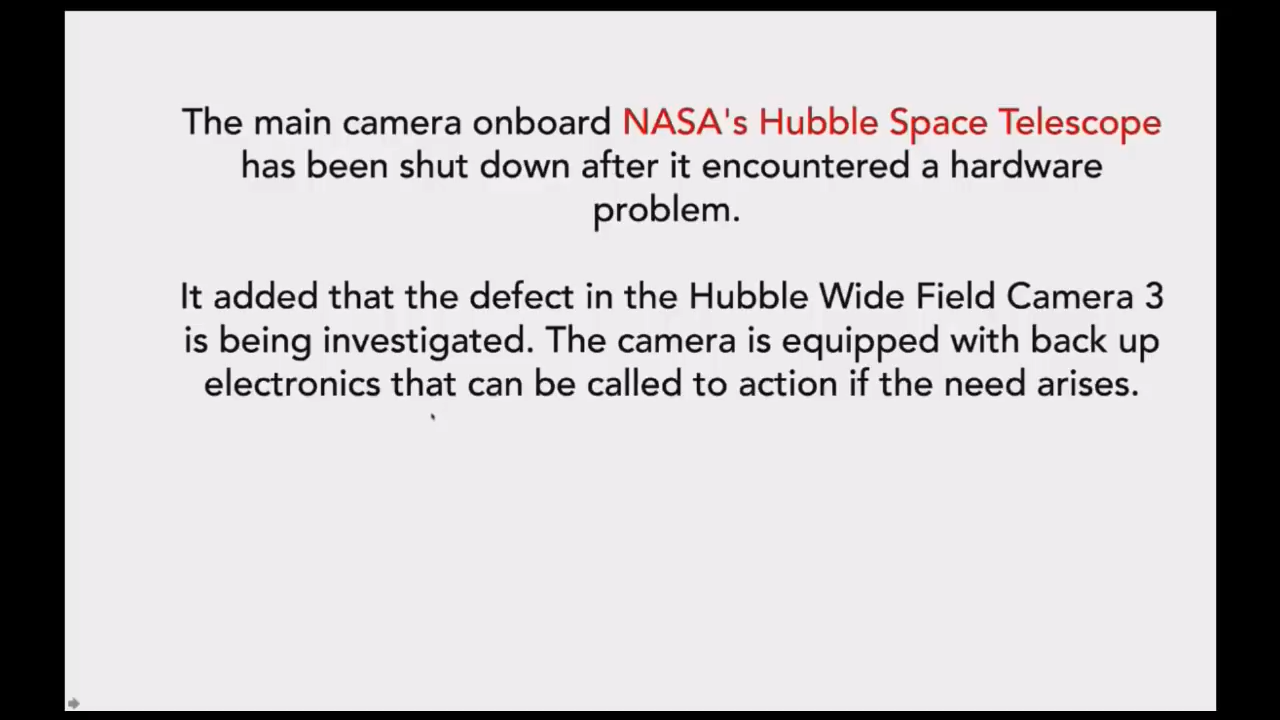 The main camera onboard NASA's Hubble Space Telescope
has been shut down after it encountered a hardware
problem.
It added that the defect in the Hubble Wide Field Camera 3
is being investigated. The camera is equipped with back up
electronics that can be called to action if the need arises.